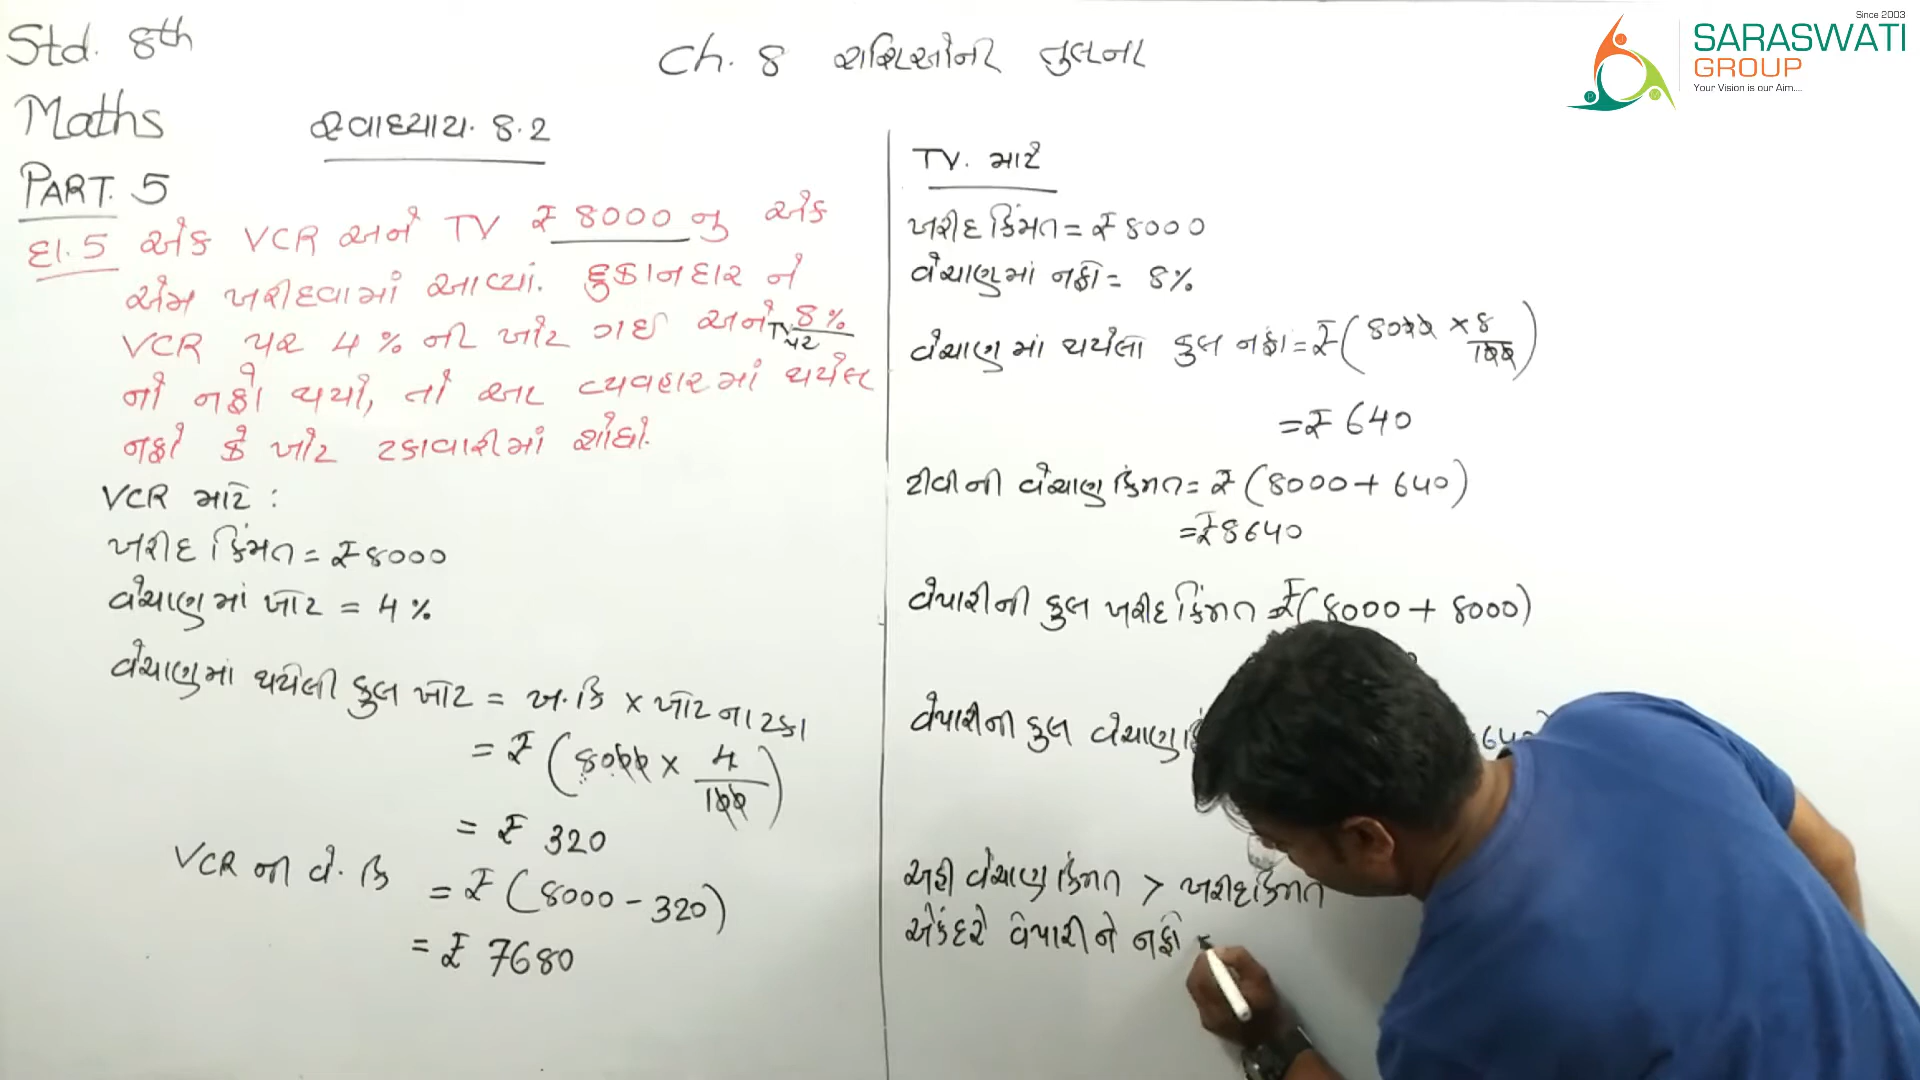 Std. 8th
Maths
PART. 5
Ch. 8 રાશિઓની તુલના
સ્વાધ્યાય. 8.2
Since 2003
SARASWATI
GROUP
Your Vision is our Aim....
દા.5 એક VCR અને TV ₹ 8000 નુ એક
એમ ખરીદવામાં આવ્યાં. દુકાનદાર ને
VCR પર 4 % ની ખોટ ગઈ અને TV પર 8 %
નો નફો થયો, તો આ વ્યવહારમાં થયેલ
નફો કે ખોટ ટકાવારીમાં શોધો.
VCR માટે :
ખરીદ કિંમત = ₹ 8000
વેચાણમાં ખોટ = 4 %
વેચાણમાં થયેલી કુલ ખોટ = ખ. કિ × ખોટ ના ટકા
= ₹ (8000 × 4/100)
= ₹ 320
VCR ની વે. કિ = ₹ (8000 - 320)
= ₹ 7680
TV. માટે
ખરીદ કિંમત = ₹ 8000
વેચાણમાં નફો = 8%
વેચાણમાં થયેલો કુલ નફો = ₹ (8000 × 8/100)
= ₹ 640
ટીવીની વેચાણ કિંમત = ₹ (8000 + 640)
= ₹ 8640
વેપારીની કુલ ખરીદ કિંમત = ₹ (8000 + 8000)
વેપારીની કુલ વેચાણ
અહી વેચાણ કિંમત > ખરીદ કિંમત
એકંદરે વેપારીને નફો